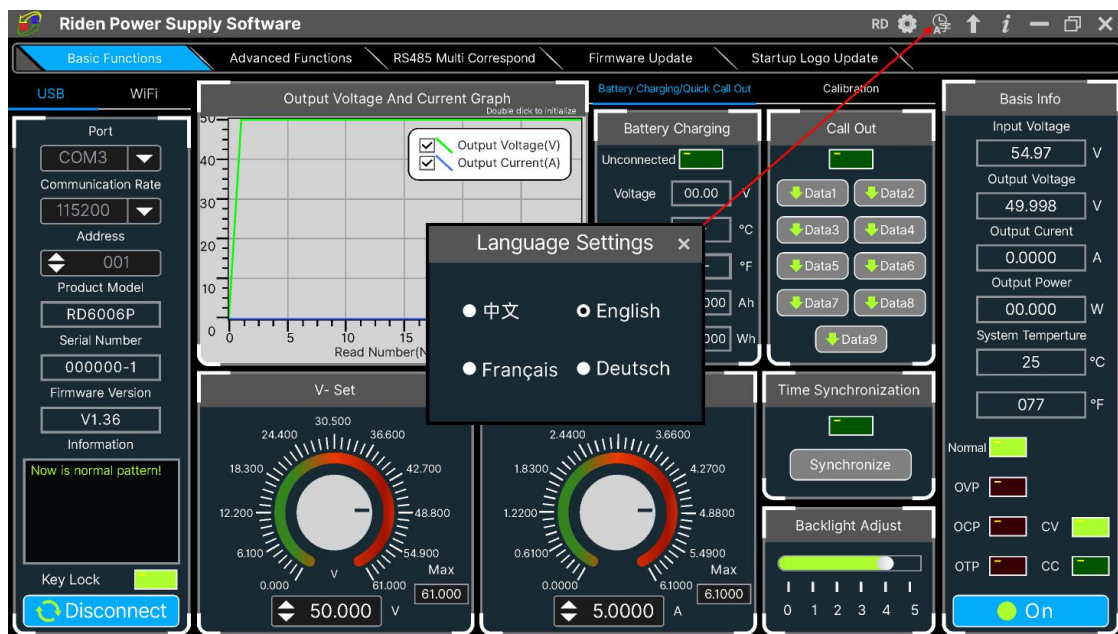 Riden Power Supply Software
RD
Basic Functions
Advanced Functions
RS485 Multi Correspond
Firmware Update
Startup Logo Update
USB
WiFi
Port
COM3
Communication Rate
115200
Address
001
Product Model
RD6006P
Serial Number
000000-1
Firmware Version
V1.36
Information
Now is normal pattern!
Key Lock
Disconnect
Output Voltage And Current Graph
Double click to initialize
Output Voltage(V)
Output Current(A)
40
30
20
10
0
0 5 10 15
Read Number(N
Language Settings ×
中文
English
Français
Deutsch
V- Set
0.000
6.100
12.200
18.300
24.400
30.500
36.600
42.700
48.800
54.900
61.000
V
Max
61.000
50.000 V
0.0000
0.6100
1.2200
1.8300
2.4400
3.6600
4.2700
4.8800
5.4900
6.1000
Max
6.1000
5.0000 A
Battery Charging/Quick Call Out
Calibration
Battery Charging
Unconnected
Voltage 00.00 V
°C
°F
000 Ah
000 Wh
Call Out
Data1 Data2
Data3 Data4
Data5 Data6
Data7 Data8
Data9
Time Synchronization
Synchronize
Backlight Adjust
0 1 2 3 4 5
Basis Info
Input Voltage
54.97 V
Output Voltage
49.998 V
Output Curent
0.0000 A
Output Power
00.000 W
System Temperture
25 °C
077 °F
Normal
OVP
OCP CV
OTP CC
On